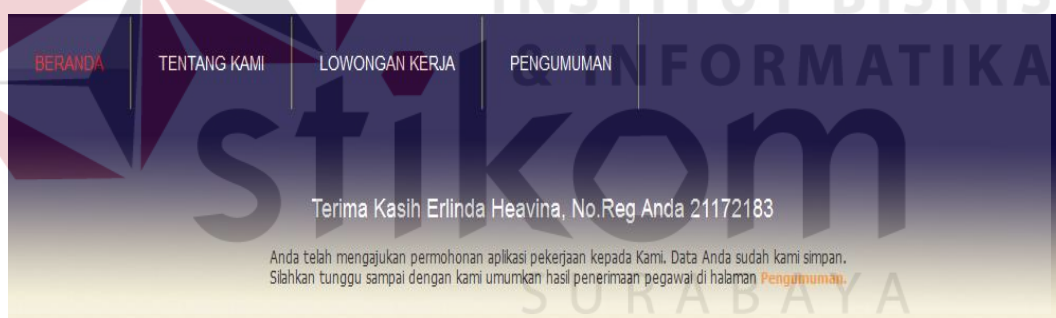 INSTITUT BISNIS
& INFORMATIKA
BERANDA
TENTANG KAMI
LOWONGAN KERJA
PENGUMUMAN
stikom
Terima Kasih Erlinda Heavina, No.Reg Anda 21172183
Anda telah mengajukan permohonan aplikasi pekerjaan kepada Kami. Data Anda sudah kami simpan.
Silahkan tunggu sampai dengan kami umumkan hasil penerimaan pegawai di halaman Pengumuman.
SURABAYA